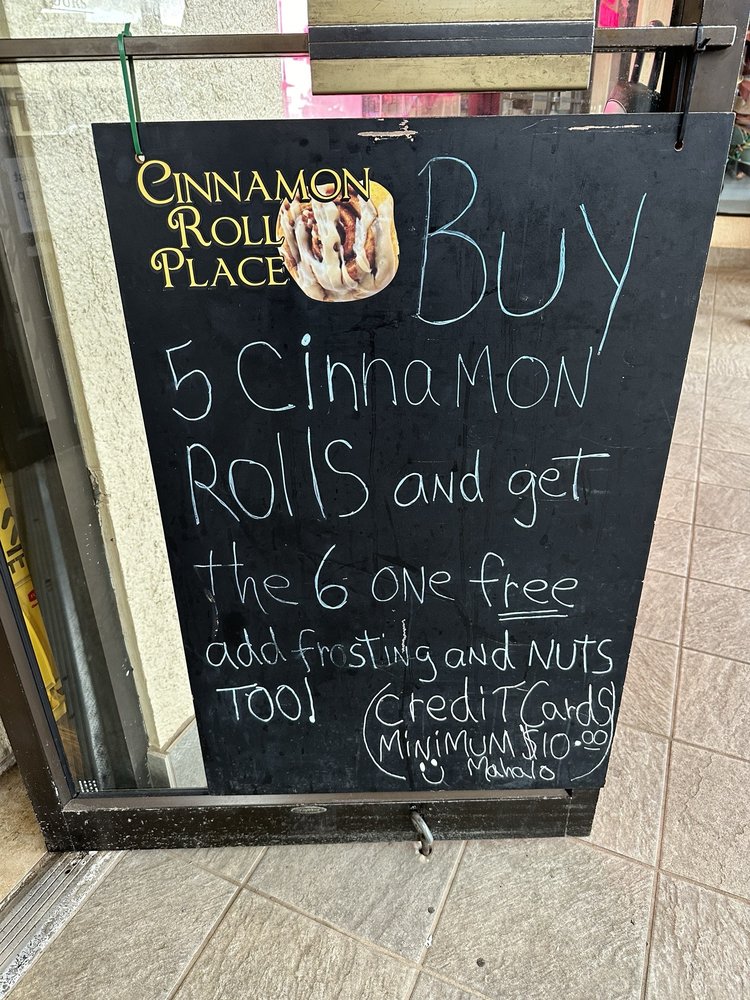 CINNAMON
ROLL
PLACE
Buy
5 CinnaMON
ROllS and get
the 6 one free
add frosting and NUTS
TOO!
(CrediT Cards)
MINIMUM $10.00
Mahalo